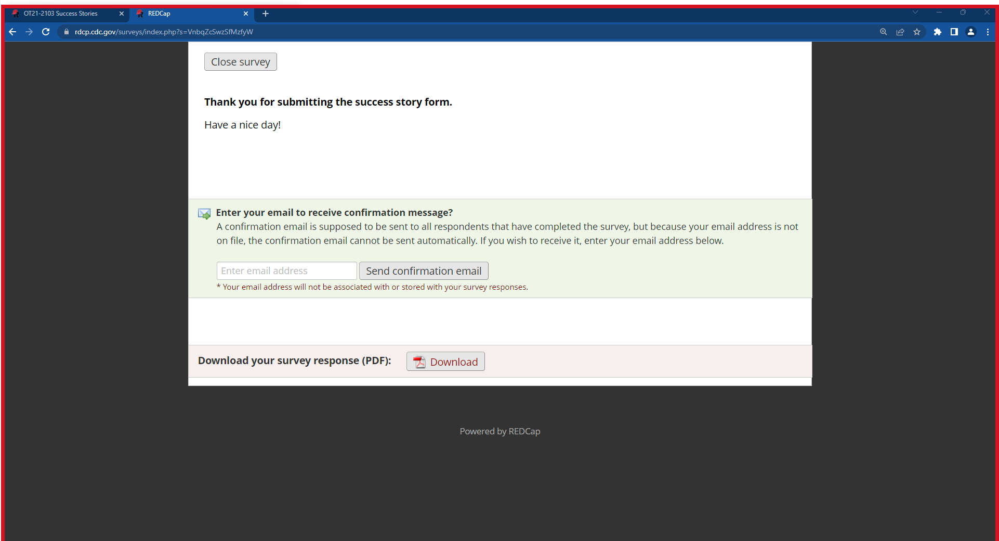 OT21-2103 Success Stories
REDCap
rdcp.cdc.gov/surveys/index.php?s=VnbqZcSwzSfMzfyW
Close survey
Thank you for submitting the success story form.
Have a nice day!
Enter your email to receive confirmation message?
A confirmation email is supposed to be sent to all respondents that have completed the survey, but because your email address is not
on file, the confirmation email cannot be sent automatically. If you wish to receive it, enter your email address below.
Enter email address
Send confirmation email
* Your email address will not be associated with or stored with your survey responses.
Download your survey response (PDF):
Download
Powered by REDCap